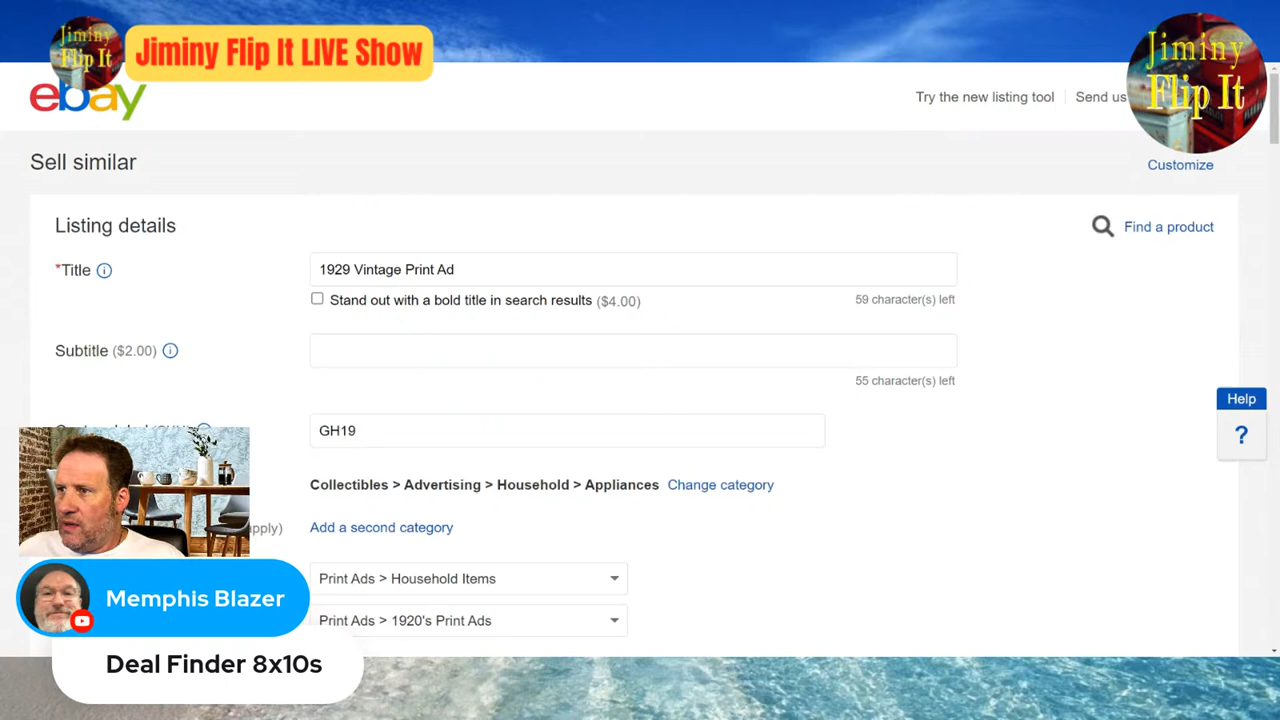 Jiminy
Flip It
Jiminy Flip It LIVE Show
Jiminy
Flip It
ebay
Try the new listing tool
Send us
Customize
Sell similar
Listing details
Find a product
*Title
1929 Vintage Print Ad
Stand out with a bold title in search results ($4.00)
59 character(s) left
Subtitle ($2.00)
55 character(s) left
Help
?
GH19
Collectibles > Advertising > Household > Appliances Change category
Add a second category
Print Ads > Household Items
Print Ads > 1920's Print Ads
Memphis Blazer
Deal Finder 8x10s